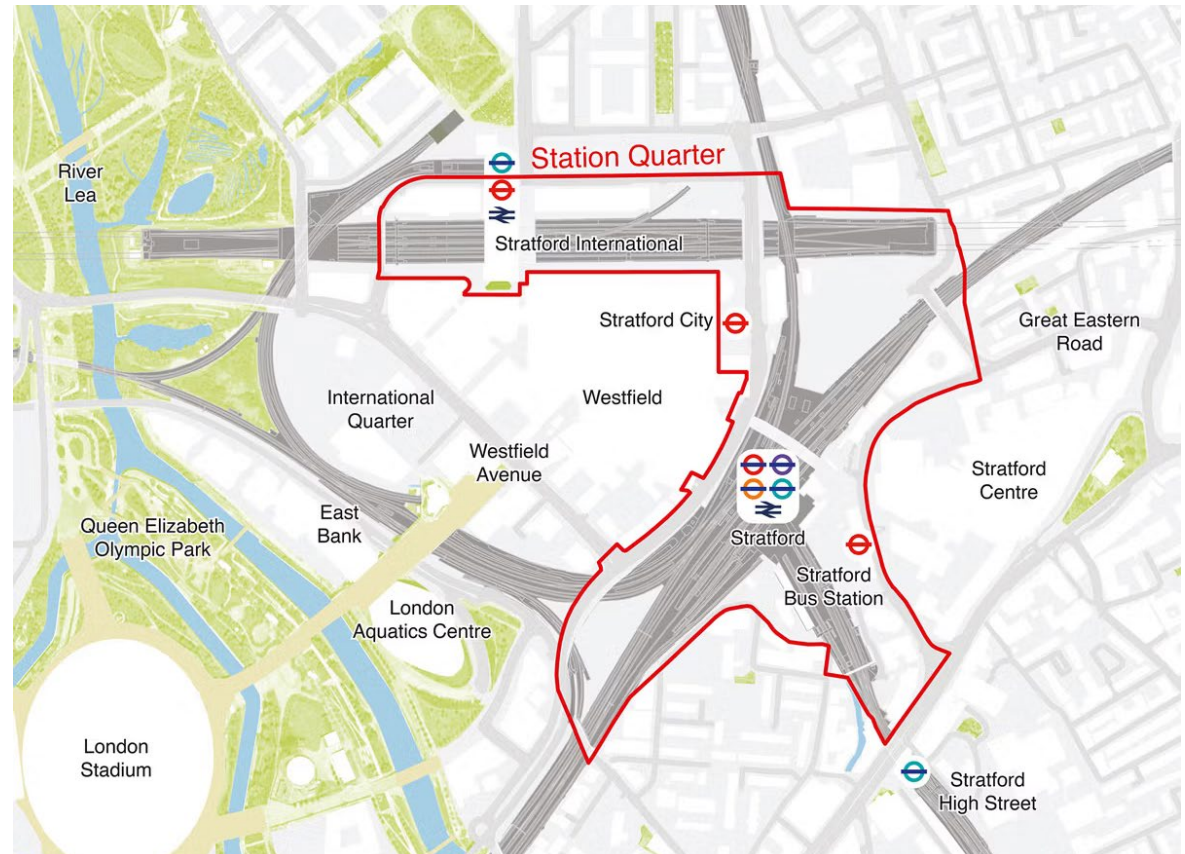 Station Quarter
River
Lea
Stratford International
Stratford City
Great Eastern
Road
International
Quarter
Westfield
Westfield
Avenue
Stratford
Centre
East
Bank
Queen Elizabeth
Olympic Park
Stratford
Stratford
Bus Station
London
Aquatics Centre
London
Stadium
Stratford
High Street